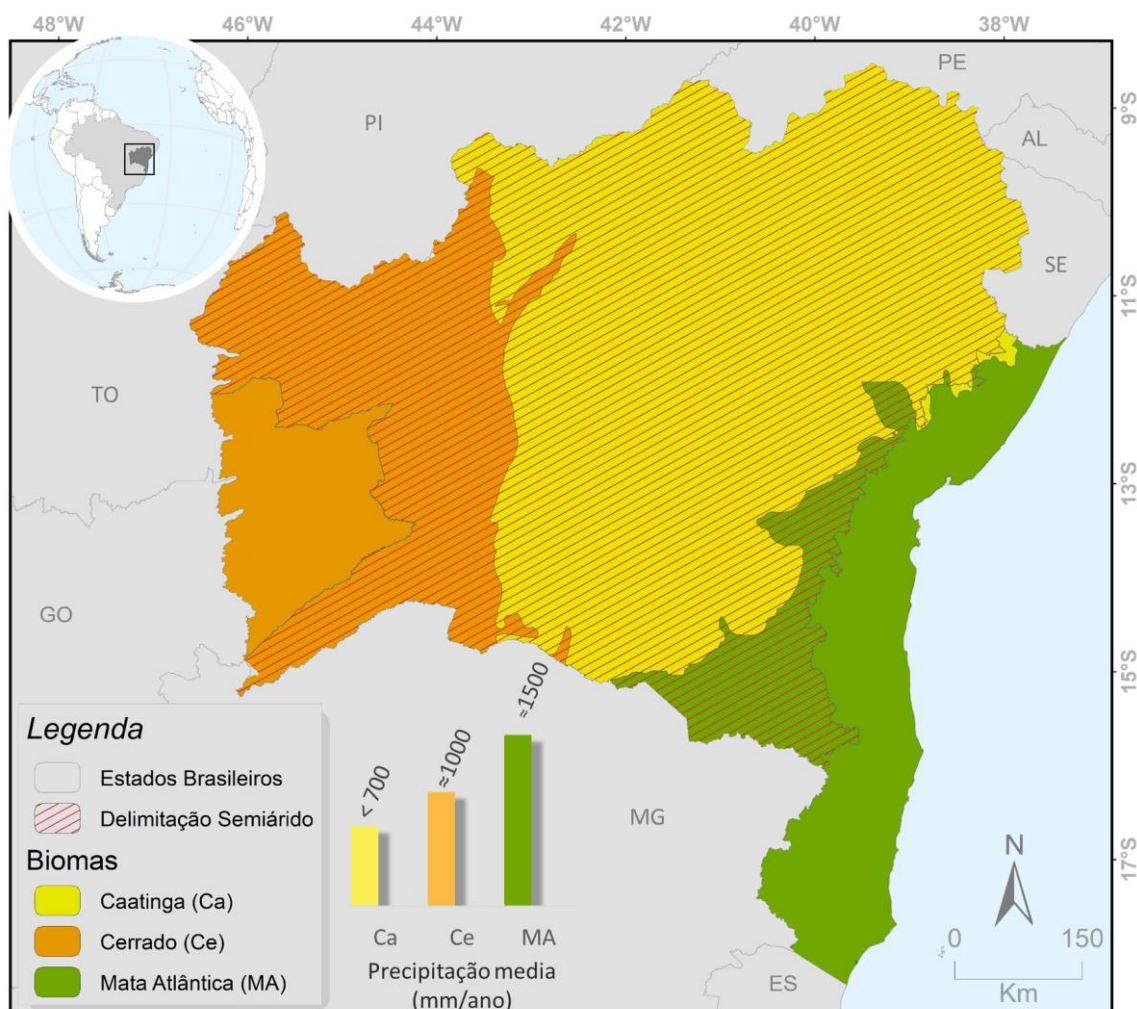 48°W
46°W
44°W
42°W
40°W
38°W
9°S
11°S
13°S
15°S
17°S
PI
PE
AL
SE
TO
GO
MG
ES
Legenda
Estados Brasileiros
Delimitação Semiárido
Biomas
Caatinga (Ca)
Cerrado (Ce)
Mata Atlântica (MA)
< 700
≈1000
≈1500
Ca Ce MA
Precipitação media
(mm/ano)
N
0 150
Km